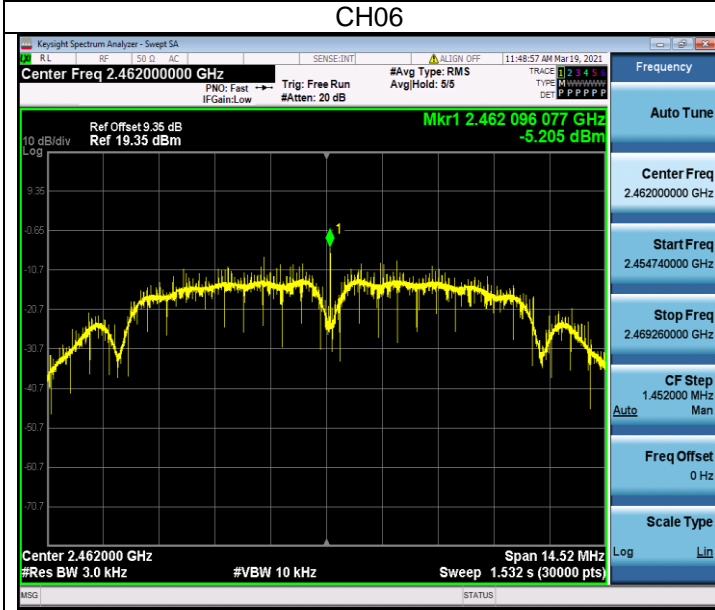 CH06
Keysight Spectrum Analyzer - Swept SA
RL RF 50 Ω AC SENSE:INT ALIGN OFF 11:48:57 AM Mar 19, 2021
Center Freq 2.462000000 GHz
PNO: Fast
IFGain:Low
Trig: Free Run
#Atten: 20 dB
#Avg Type: RMS
Avg|Hold: 5/5
TRACE 1 2 3 4 5 6
TYPE M W W W W W
DET P P P P P P
Frequency
Mkr1 2.462 096 077 GHz
-5.205 dBm
Ref Offset 9.35 dB
10 dB/div Ref 19.35 dBm
Log
1
9.35
-0.65
-10.7
-20.7
-30.7
-40.7
-50.7
-60.7
-70.7
Center 2.462000 GHz Span 14.52 MHz
#Res BW 3.0 kHz #VBW 10 kHz Sweep 1.532 s (30000 pts)
MSG STATUS
Auto Tune
Center Freq
2.462000000 GHz
Start Freq
2.454740000 GHz
Stop Freq
2.469260000 GHz
CF Step
1.452000 MHz
Auto Man
Freq Offset
0 Hz
Scale Type
Log Lin